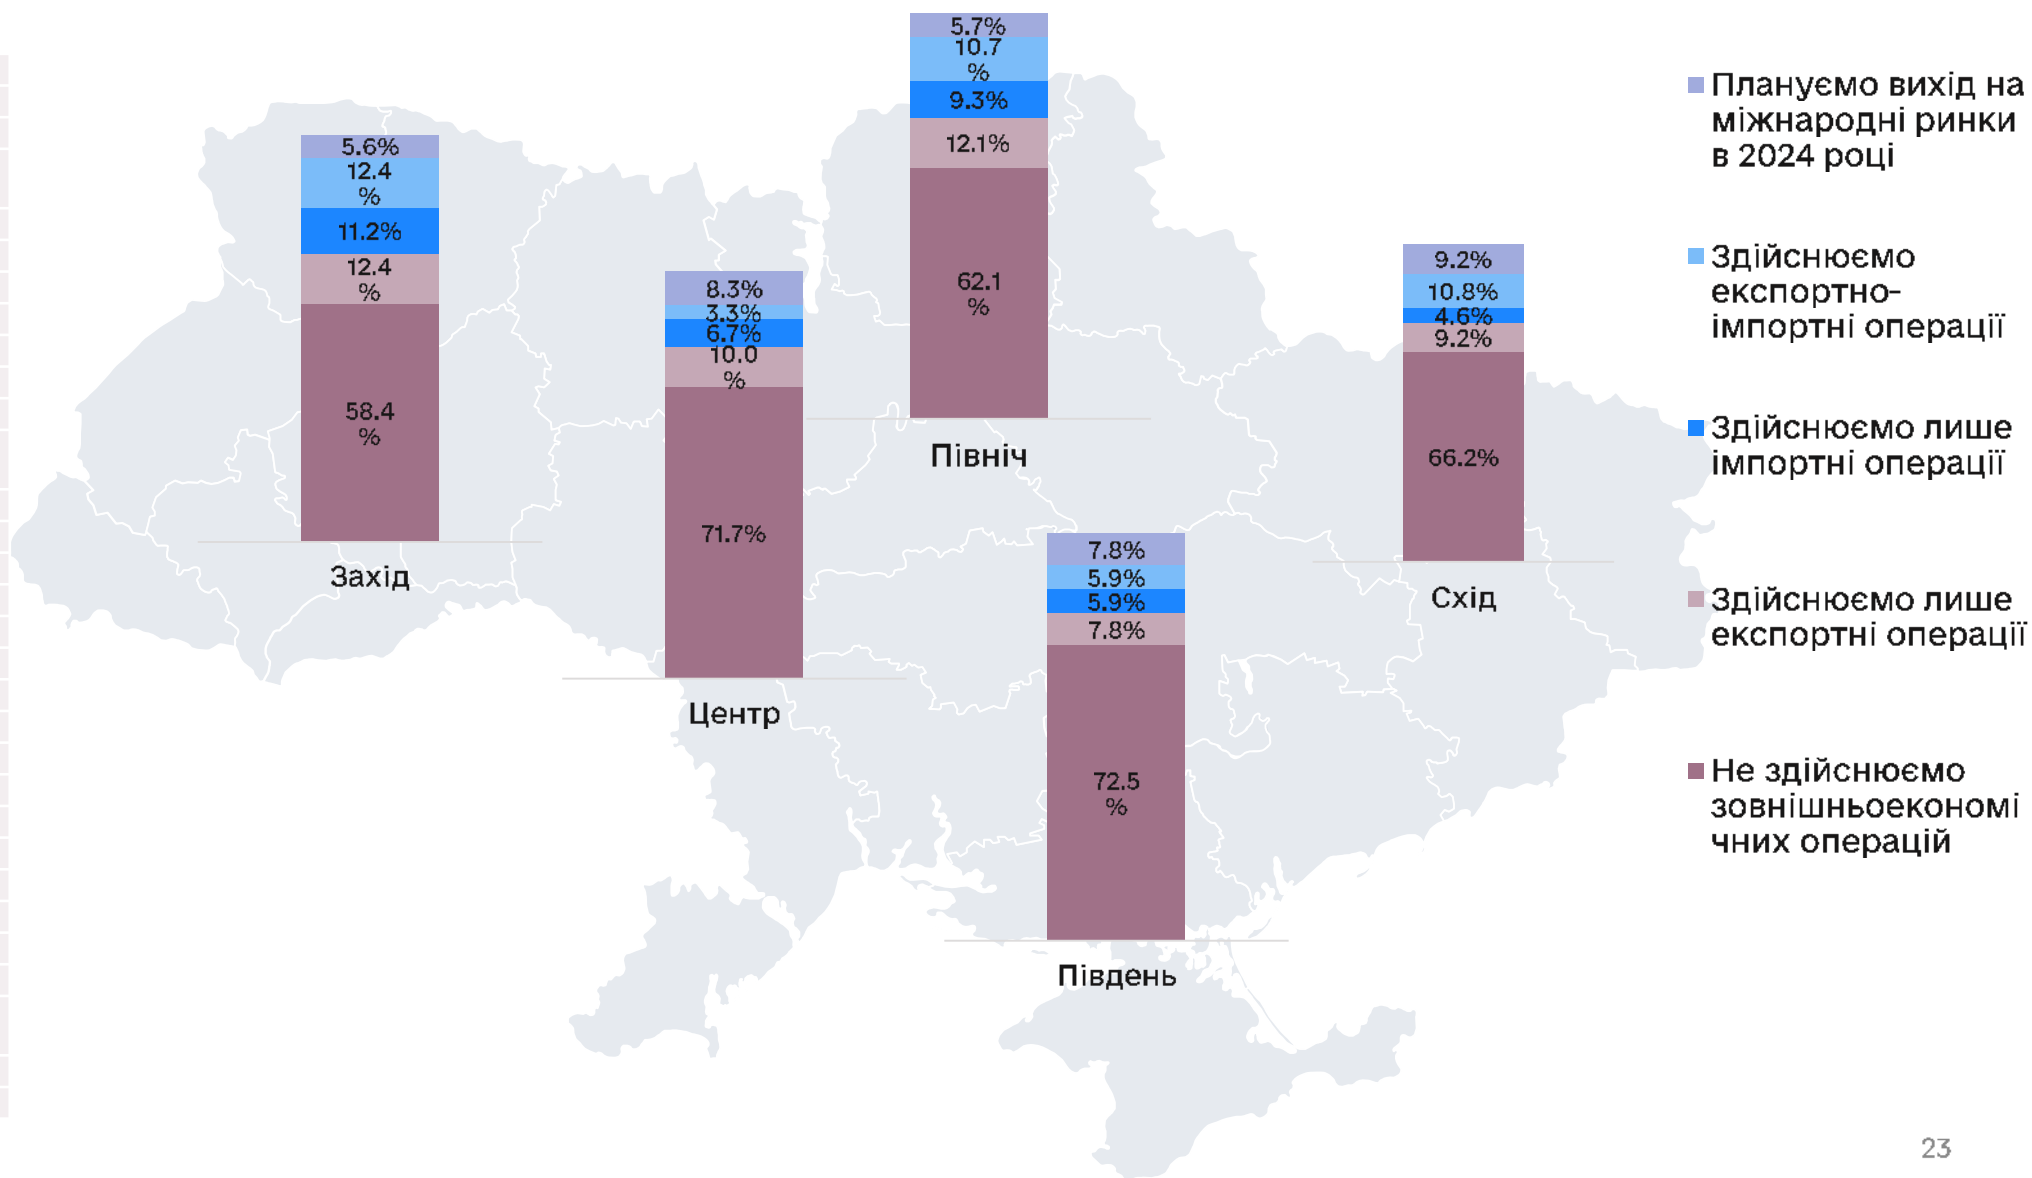 5.7%
10.7
%
9.3%
12.1%
62.1
%
Північ
5.6%
12.4
%
11.2%
12.4
%
58.4
%
Захід
8.3%
3.3%
6.7%
10.0
%
71.7%
Центр
7.8%
5.9%
5.9%
7.8%
72.5
%
Південь
9.2%
10.8%
4.6%
9.2%
66.2%
Схід
Плануємо вихід на
міжнародні ринки
в 2024 році
Здійснюємо
експортно-
імпортні операції
Здійснюємо лише
імпортні операції
Здійснюємо лише
експортні операції
Не здійснюємо
зовнішньоекономі
чних операцій
23